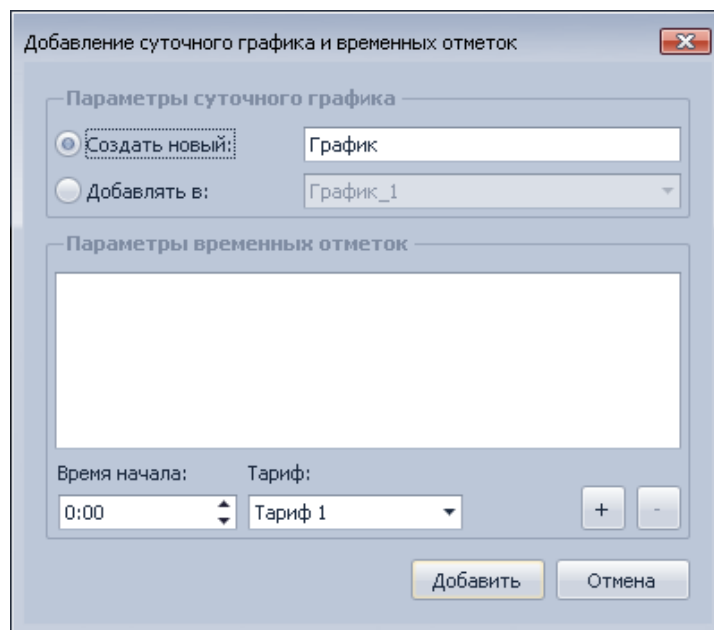 Добавление суточного графика и временных отметок
Параметры суточного графика
Создать новый: График
Добавлять в: График_1
Параметры временных отметок
Время начала: Тариф:
0:00 Тариф 1 + -
Добавить Отмена